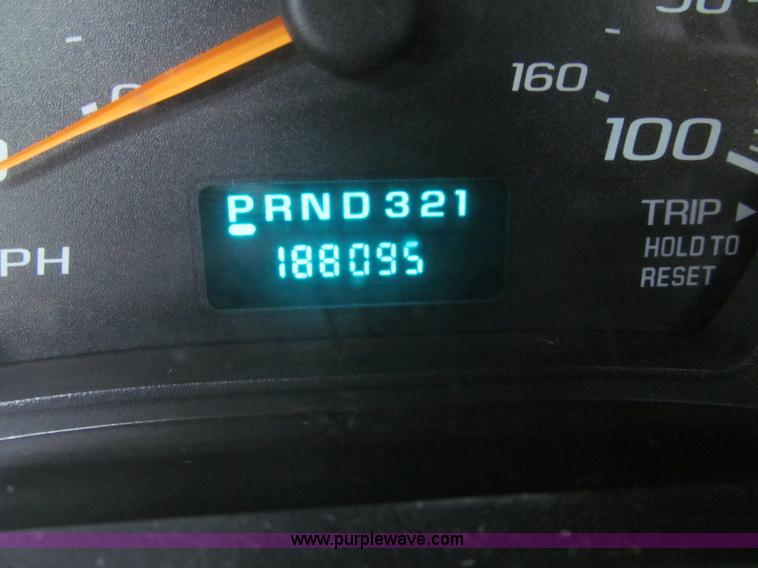 160
100
PRND321
188095
TRIP
HOLD TO
RESET
PH
www.purplewave.com